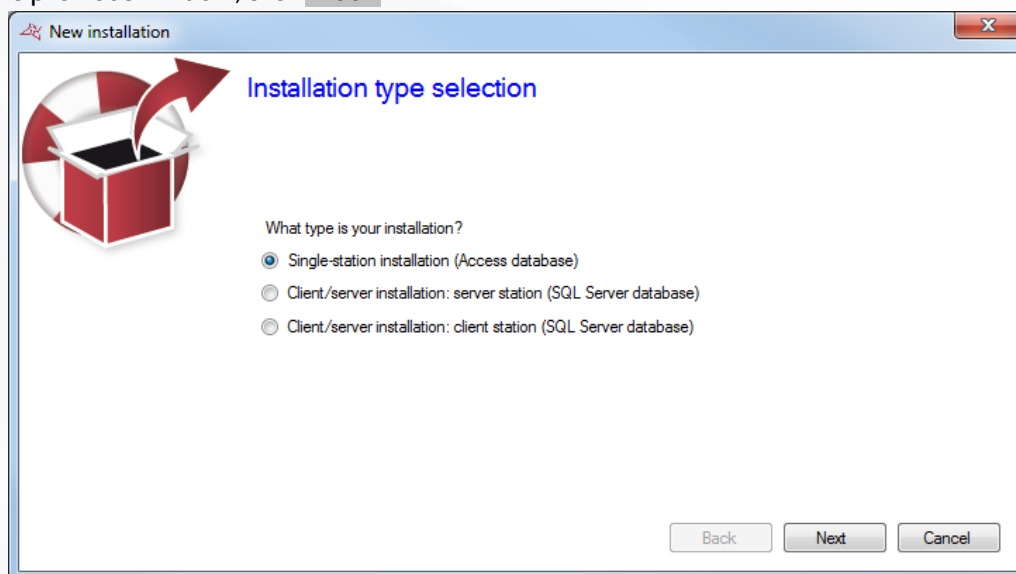 New installation
Installation type selection
What type is your installation?
Single-station installation (Access database)
Client/server installation: server station (SQL Server database)
Client/server installation: client station (SQL Server database)
Back Next Cancel